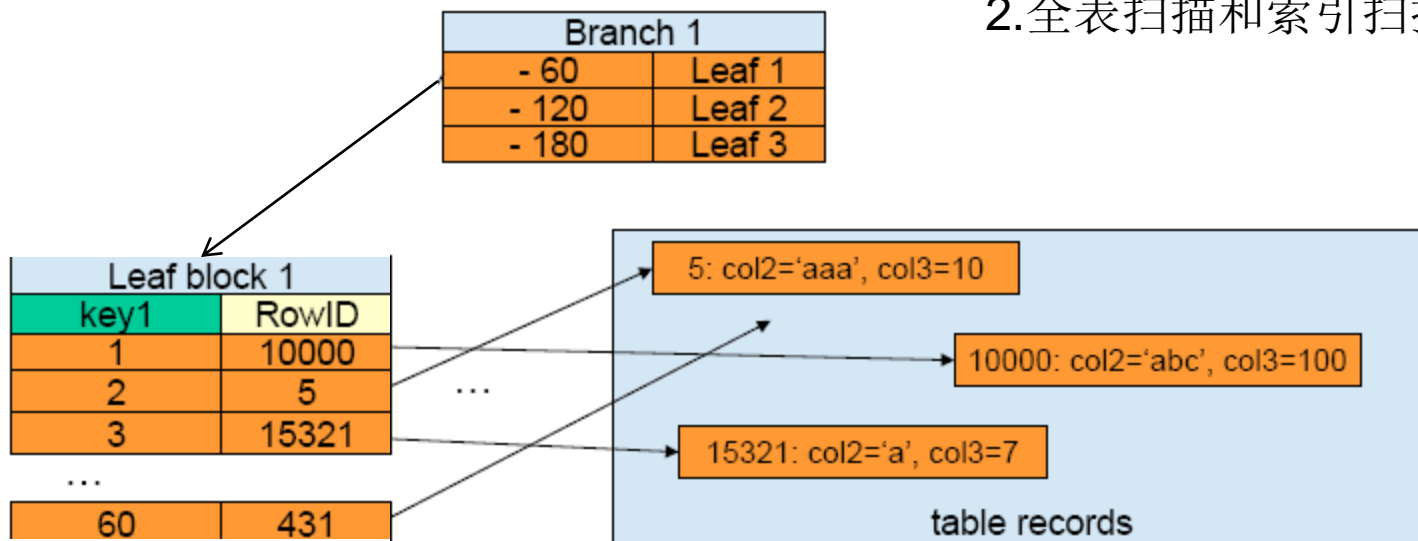 2.全表扫描和索引扫
Branch 1
- 60 Leaf 1
- 120 Leaf 2
- 180 Leaf 3
Leaf block 1
key1 RowID
1 10000
2 5
3 15321
...
60 431
...
5: col2=‘aaa’, col3=10
10000: col2=‘abc’, col3=100
15321: col2=‘a’, col3=7
table records